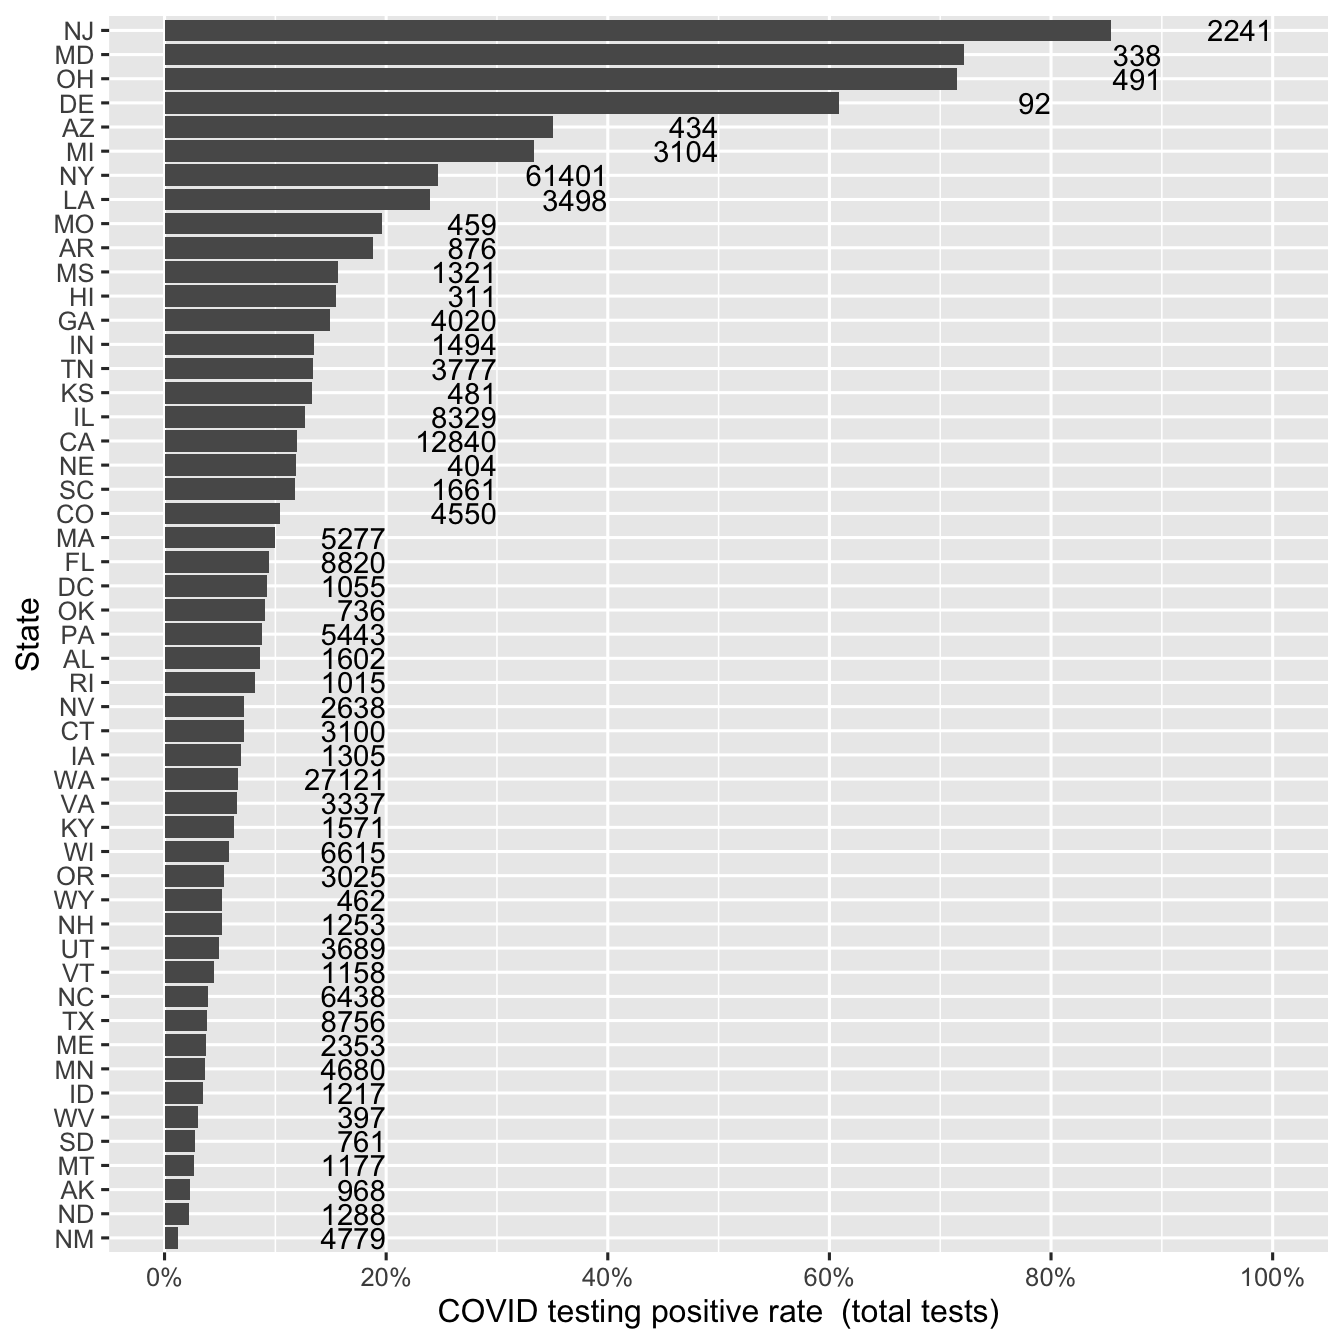 NJ 2241
MD 338
OH 491
DE 92
AZ 434
MI 3104
NY 61401
LA 3498
MO 459
AR 876
MS 1321
HI 311
GA 4020
IN 1494
TN 3777
KS 481
IL 8329
CA 12840
NE 404
SC 1661
CO 4550
MA 5277
FL 8820
DC 1055
OK 736
PA 5443
AL 1602
RI 1015
NV 2638
CT 3100
IA 1305
WA 27121
VA 3337
KY 1571
WI 6615
OR 3025
WY 462
NH 1253
UT 3689
VT 1158
NC 6438
TX 8756
ME 2353
MN 4680
ID 1217
WV 397
SD 761
MT 1177
AK 968
ND 1288
NM 4779
State
0% 20% 40% 60% 80% 100%
COVID testing positive rate  (total tests)